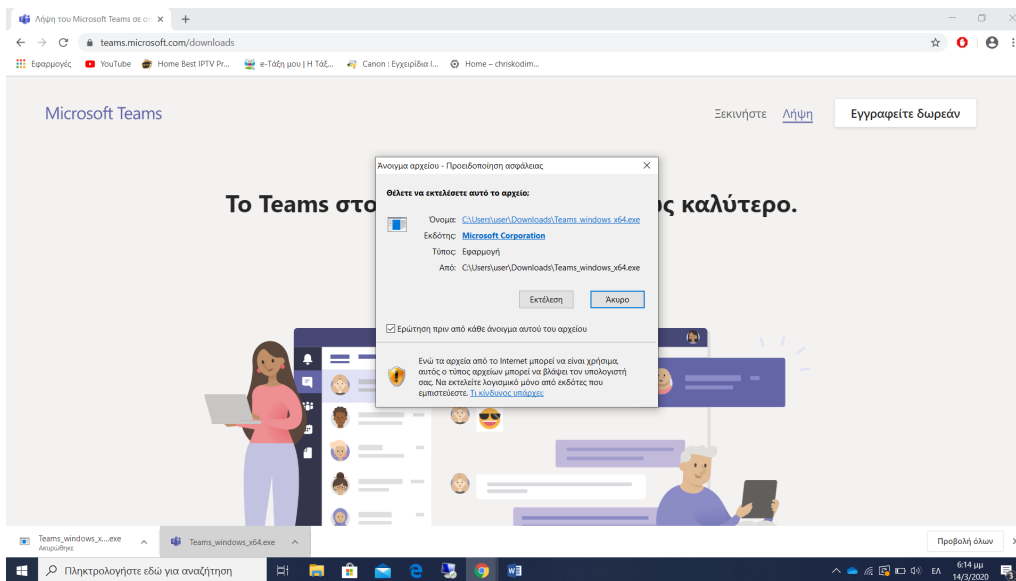 Λήψη του Microsoft Teams σε οπ
teams.microsoft.com/downloads
Εφαρμογές YouTube Home Best IPTV Pr... e-Τάξη μου | Η Τάξ... Canon : Εγχειρίδια I... Home – chriskodim...
Microsoft Teams Ξεκινήστε Λήψη Εγγραφείτε δωρεάν
Το Teams στο ς καλύτερο.
Άνοιγμα αρχείου - Προειδοποίηση ασφάλειας
Θέλετε να εκτελέσετε αυτό το αρχείο;
Όνομα: C:\Users\user\Downloads\Teams_windows_x64.exe
Εκδότης: Microsoft Corporation
Τύπος: Εφαρμογή
Από: C:\Users\user\Downloads\Teams_windows_x64.exe
Εκτέλεση Άκυρο
Ερώτηση πριν από κάθε άνοιγμα αυτού του αρχείου
Ενώ τα αρχεία από το Internet μπορεί να είναι χρήσιμα,
αυτός ο τύπος αρχείων μπορεί να βλάψει τον υπολογιστή
σας. Να εκτελείτε λογισμικό μόνο από εκδότες που
εμπιστεύεστε. Τι κίνδυνος υπάρχει;
Teams_windows_x....exe
Ακυρώθηκε
Teams_windows_x64.exe
Προβολή όλων
Πληκτρολογήστε εδώ για αναζήτηση
ΕΛ
6:14 μμ
14/3/2020
3